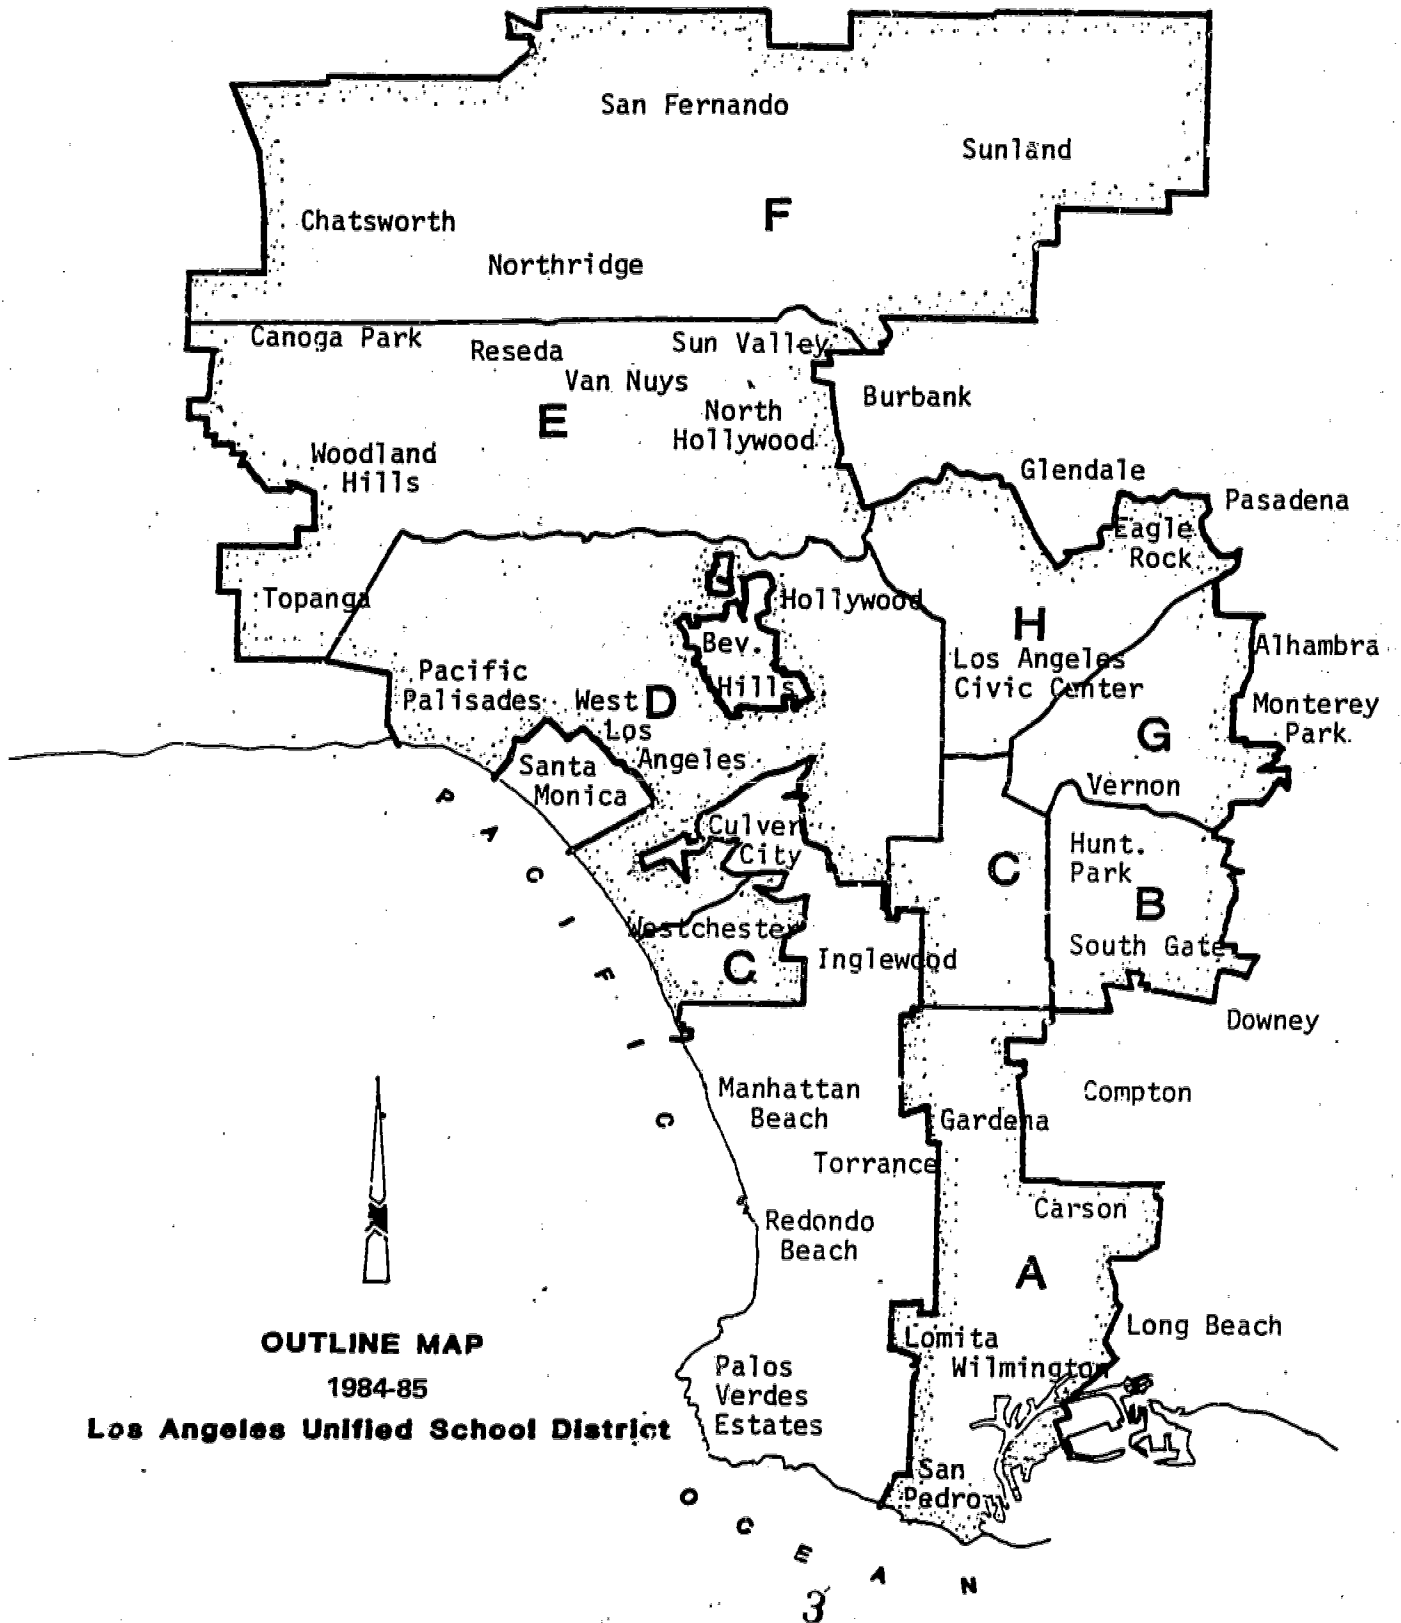 San Fernando
Sunland
F
Chatsworth
Northridge
Canoga Park
Reseda
Sun Valley
Van Nuys
Burbank
E
North
Hollywood
Woodland
Hills
Glendale
Pasadena
Eagle
Rock
Topanga
Hollywood
H
Bev.
Hills
Los Angeles
Civic Center
Alhambra
Pacific
Palisades
West
Los
Angeles
D
Monterey
Park
G
Santa
Monica
Vernon
Culver
City
Hunt.
Park
C
B
Westchester
C
Inglewood
South Gate
Downey
Manhattan
Beach
Compton
Gardena
Torrance
Carson
Redondo
Beach
A
Lomita
Long Beach
Wilmington
Palos
Verdes
Estates
San
Pedro
PACIFIC
OCEAN
OUTLINE MAP
1984-85
Los Angeles Unified School District
3